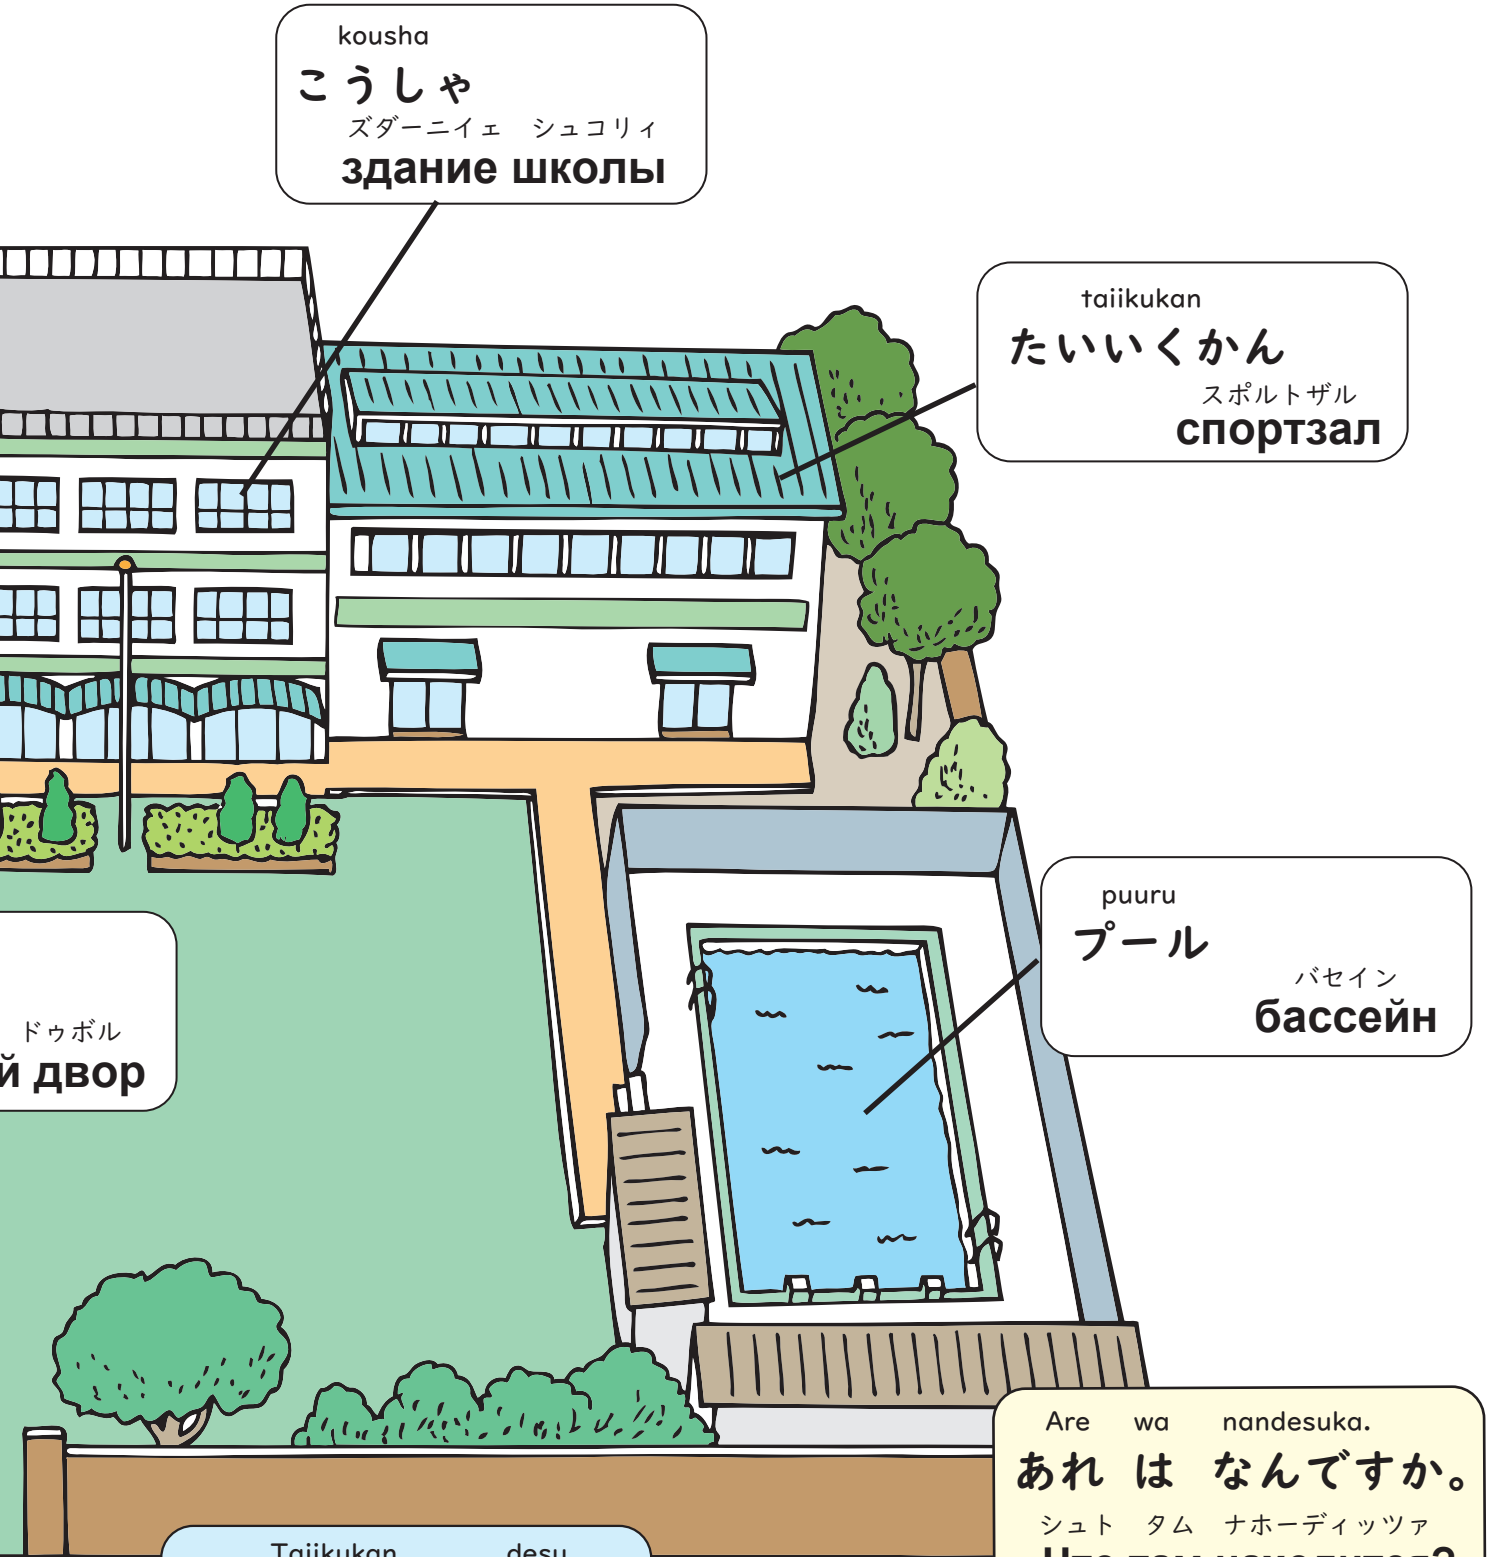 kousha
こうしゃ
ズダーニイェ シュコリィ
здание школы
taiikukan
たいいくかん
スポルトザル
спортзал
puuru
プール
バセイン
бассейн
ドゥボル
й двор
Are wa nandesuka.
あれ は なんですか。
シュト タム ナホーディッツァ
Taiikukan desu